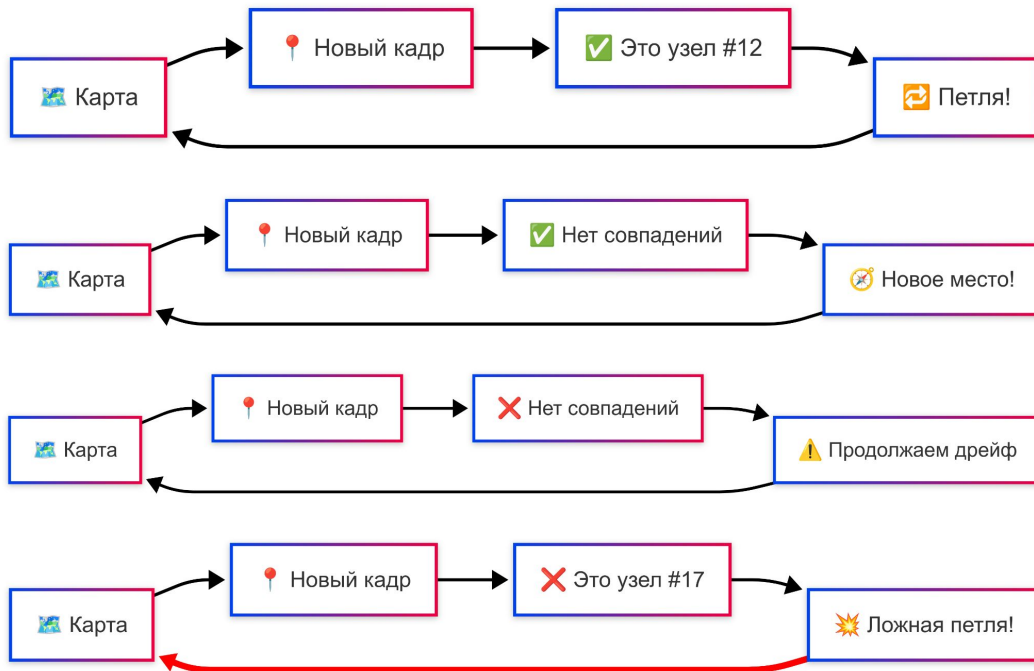 Новый кадр
Это узел #12
Карта
Петля!
Новый кадр
Нет совпадений
Карта
Новое место!
Новый кадр
Нет совпадений
Карта
Продолжаем дрейф
Новый кадр
Это узел #17
Карта
Ложная петля!